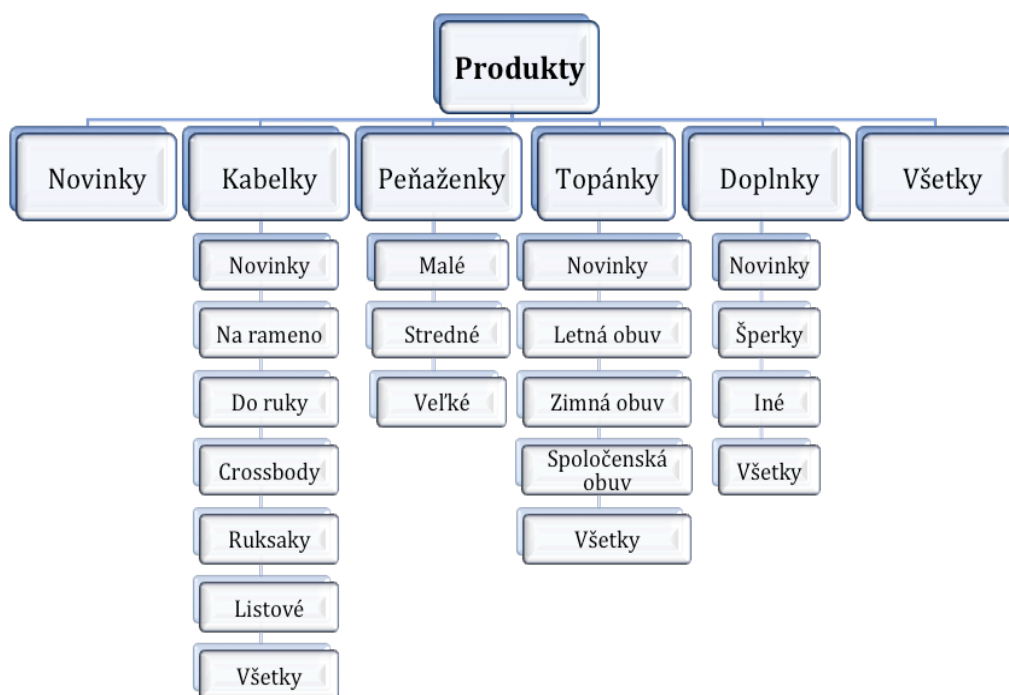 Produkty
Novinky
Kabelky
Peňaženky
Topánky
Doplnky
Všetky
Novinky
Na rameno
Do ruky
Crossbody
Ruksaky
Listové
Všetky
Malé
Stredné
Veľké
Novinky
Letná obuv
Zimná obuv
Spoločenská
obuv
Všetky
Novinky
Šperky
Iné
Všetky